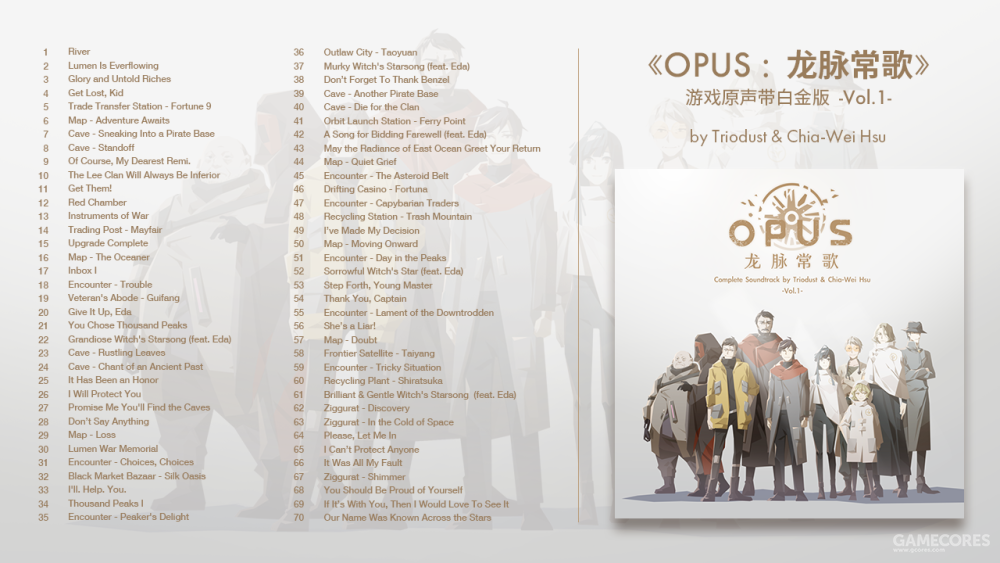 1 River
2 Lumen Is Everflowing
3 Glory and Untold Riches
4 Get Lost, Kid
5 Trade Transfer Station - Fortune 9
6 Map - Adventure Awaits
7 Cave - Sneaking Into a Pirate Base
8 Cave - Standoff
9 Of Course, My Dearest Remi.
10 The Lee Clan Will Always Be Inferior
11 Get Them!
12 Red Chamber
13 Instruments of War
14 Trading Post - Mayfair
15 Upgrade Complete
16 Map - The Oceaner
17 Inbox I
18 Encounter - Trouble
19 Veteran's Abode - Guifang
20 Give It Up, Eda
21 You Chose Thousand Peaks
22 Grandiose Witch's Starsong (feat. Eda)
23 Cave - Rustling Leaves
24 Cave - Chant of an Ancient Past
25 It Has Been an Honor
26 I Will Protect You
27 Promise Me You'll Find the Caves
28 Don't Say Anything
29 Map - Loss
30 Lumen War Memorial
31 Encounter - Choices, Choices
32 Black Market Bazaar - Silk Oasis
33 I'll. Help. You.
34 Thousand Peaks I
35 Encounter - Peaker's Delight
36 Outlaw City - Taoyuan
37 Murky Witch's Starsong (feat. Eda)
38 Don't Forget To Thank Benzel
39 Cave - Another Pirate Base
40 Cave - Die for the Clan
41 Orbit Launch Station - Ferry Point
42 A Song for Bidding Farewell (feat. Eda)
43 May the Radiance of East Ocean Greet Your Return
44 Map - Quiet Grief
45 Encounter - The Asteroid Belt
46 Drifting Casino - Fortuna
47 Encounter - Capybarian Traders
48 Recycling Station - Trash Mountain
49 I've Made My Decision
50 Map - Moving Onward
51 Encounter - Day in the Peaks
52 Sorrowful Witch's Star (feat. Eda)
53 Step Forth, Young Master
54 Thank You, Captain
55 Encounter - Lament of the Downtrodden
56 She's a Liar!
57 Map - Doubt
58 Frontier Satellite - Taiyang
59 Encounter - Tricky Situation
60 Recycling Plant - Shiratsuka
61 Brilliant & Gentle Witch's Starsong (feat. Eda)
62 Ziggurat - Discovery
63 Ziggurat - In the Cold of Space
64 Please, Let Me In
65 I Can't Protect Anyone
66 It Was All My Fault
67 Ziggurat - Shimmer
68 You Should Be Proud of Yourself
69 If It's With You, Then I Would Love To See It
70 Our Name Was Known Across the Stars
《OPUS：龙脉常歌》
游戏原声带白金版 -Vol.1-
by Triodust & Chia-Wei Hsu
OPUS
龙脉常歌
Complete Soundtrack by Triodust & Chia-Wei Hsu
-Vol.1-
GAMECORES
www.gcores.com